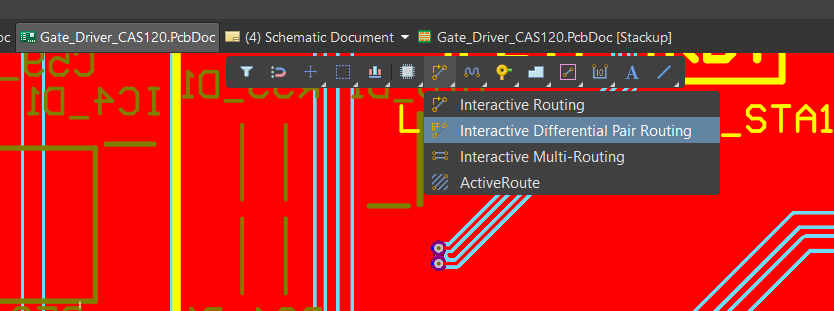 oc Gate_Driver_CAS120.PcbDoc (4) Schematic Document Gate_Driver_CAS120.PcbDoc [Stackup]
IC4_D1
Interactive Routing
_STA1
Interactive Differential Pair Routing
Interactive Multi-Routing
ActiveRoute